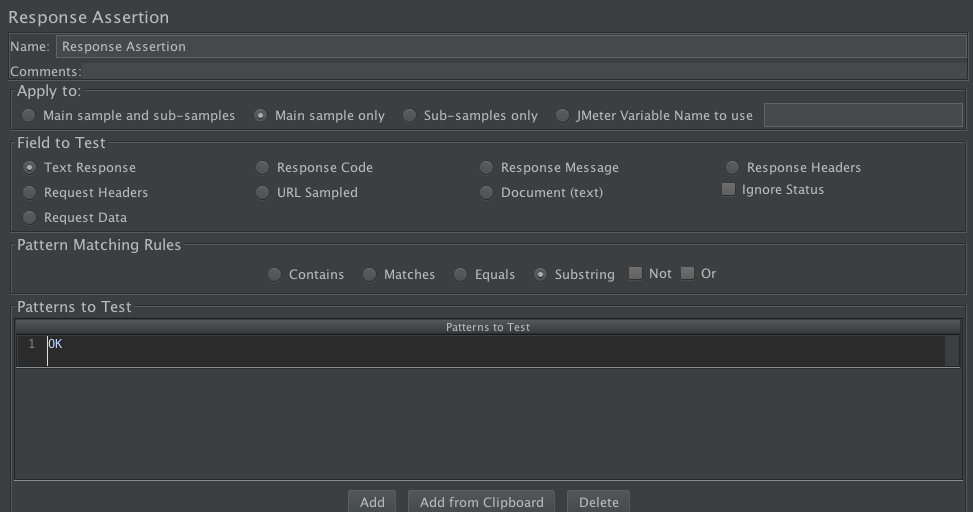 Response Assertion
Name: Response Assertion
Comments:
Apply to:
Main sample and sub-samples Main sample only Sub-samples only JMeter Variable Name to use
Field to Test
Text Response Response Code Response Message Response Headers
Request Headers URL Sampled Document (text) Ignore Status
Request Data
Pattern Matching Rules
Contains Matches Equals Substring Not Or
Patterns to Test
Patterns to Test
1 OK
Add Add from Clipboard Delete